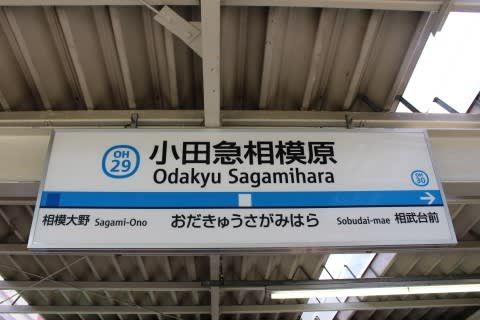 OH
29
小田急相模原
Odakyu Sagamihara
OH
30
相模大野 Sagami-Ono
おだきゅうさがみはら
Sobudai-mae 相武台前